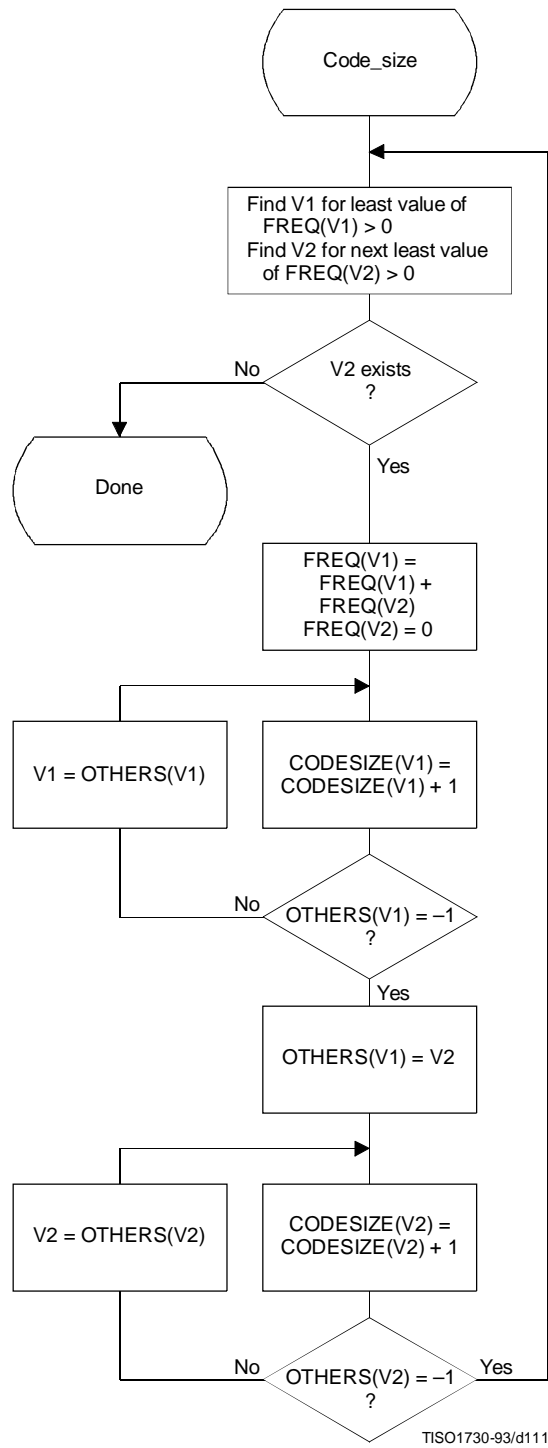 Code_size
Find V1 for least value of
FREQ(V1) > 0
Find V2 for next least value
of FREQ(V2) > 0
No
V2 exists
?
Done
Yes
FREQ(V1) =
FREQ(V1) +
FREQ(V2)
FREQ(V2) = 0
V1 = OTHERS(V1)
CODESIZE(V1) =
CODESIZE(V1) + 1
No
OTHERS(V1) = –1
?
Yes
OTHERS(V1) = V2
V2 = OTHERS(V2)
CODESIZE(V2) =
CODESIZE(V2) + 1
No
OTHERS(V2) = –1
?
Yes
TISO1730-93/d111